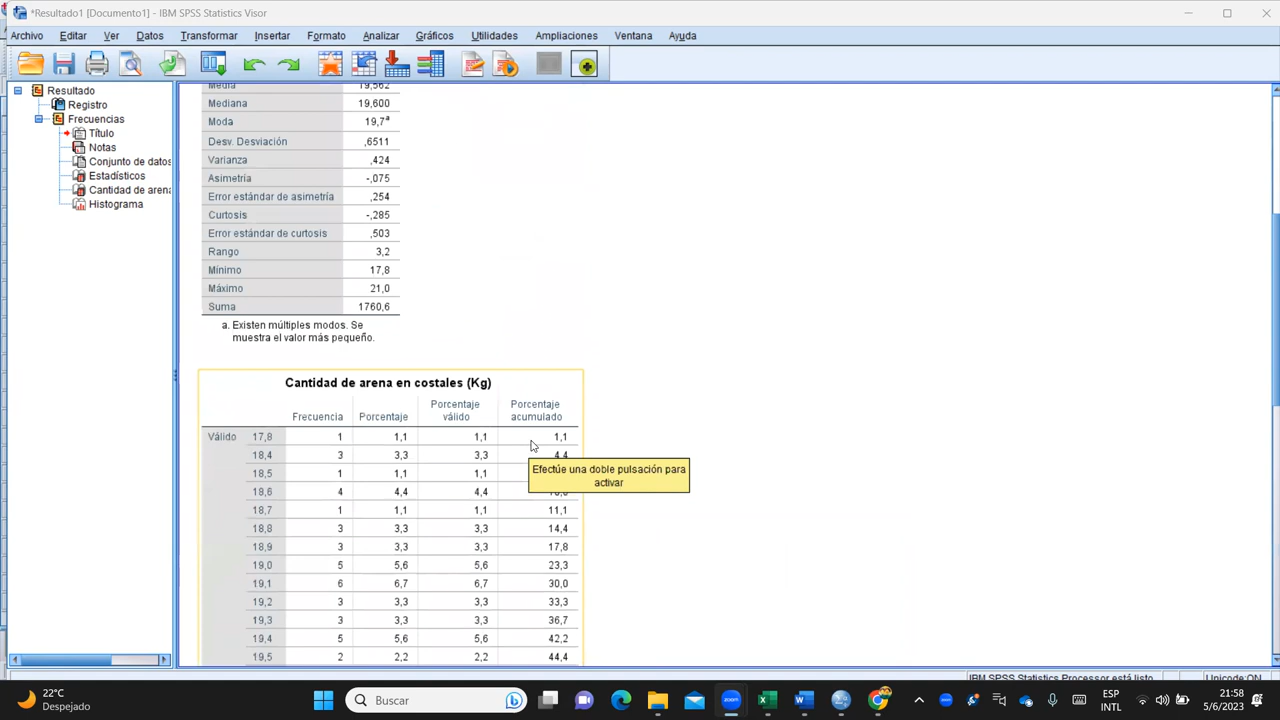 *Resultado1 [Documento1] - IBM SPSS Statistics Visor
Archivo Editar Ver Datos Transformar Insertar Formato Analizar Gráficos Utilidades Ampliaciones Ventana Ayuda
Resultado
Registro
Frecuencias
Título
Notas
Conjunto de datos
Estadísticos
Cantidad de arena
Histograma
Media 19,562
Mediana 19,600
Moda 19,7a
Desv. Desviación ,6511
Varianza ,424
Asimetría -,075
Error estándar de asimetría ,254
Curtosis -,285
Error estándar de curtosis ,503
Rango 3,2
Mínimo 17,8
Máximo 21,0
Suma 1760,6
a. Existen múltiples modos. Se
muestra el valor más pequeño.
Cantidad de arena en costales (Kg)
Frecuencia Porcentaje Porcentaje válido Porcentaje acumulado
Válido 17,8 1 1,1 1,1 1,1
18,4 3 3,3 3,3 4,4
18,5 1 1,1 1,1
18,6 4 4,4 4,4
18,7 1 1,1 1,1 11,1
18,8 3 3,3 3,3 14,4
18,9 3 3,3 3,3 17,8
19,0 5 5,6 5,6 23,3
19,1 6 6,7 6,7 30,0
19,2 3 3,3 3,3 33,3
19,3 3 3,3 3,3 36,7
19,4 5 5,6 5,6 42,2
19,5 2 2,2 2,2 44,4
Efectúe una doble pulsación para
activar
IBM SPSS Statistics Processor está listo
Unicode:ON
22°C
Despejado
Buscar
ESP
INTL
21:58
5/6/2023